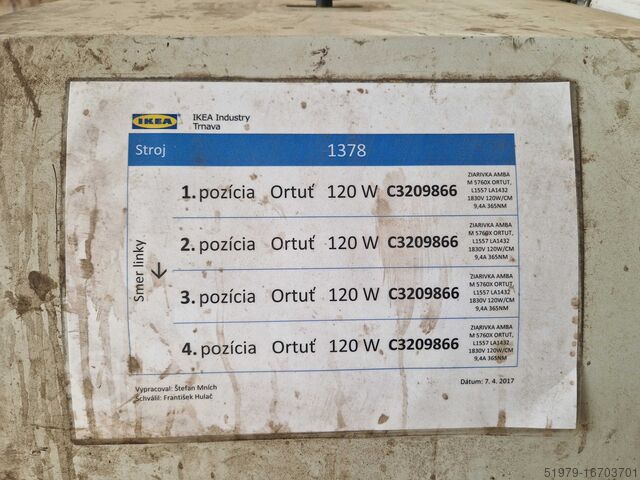 IKEA
IKEA Industry
Trnava
Stroj 1378
Smer linky
1. pozícia Ortuť 120 W C3209866
ZIARIVKA AMBA
M 5760X ORTUT,
L1557 LA1432
1830V 120W/CM
9,4A 365NM
2. pozícia Ortuť 120 W C3209866
ZIARIVKA AMBA
M 5760X ORTUT,
L1557 LA1432
1830V 120W/CM
9,4A 365NM
3. pozícia Ortuť 120 W C3209866
ZIARIVKA AMBA
M 5760X ORTUT,
L1557 LA1432
1830V 120W/CM
9,4A 365NM
4. pozícia Ortuť 120 W C3209866
ZIARIVKA AMBA
M 5760X ORTUT,
L1557 LA1432
1830V 120W/CM
9,4A 365NM
Vypracoval: Štefan Mních
Schválil: František Hulač
Dátum: 7. 4. 2017
51979-16703701